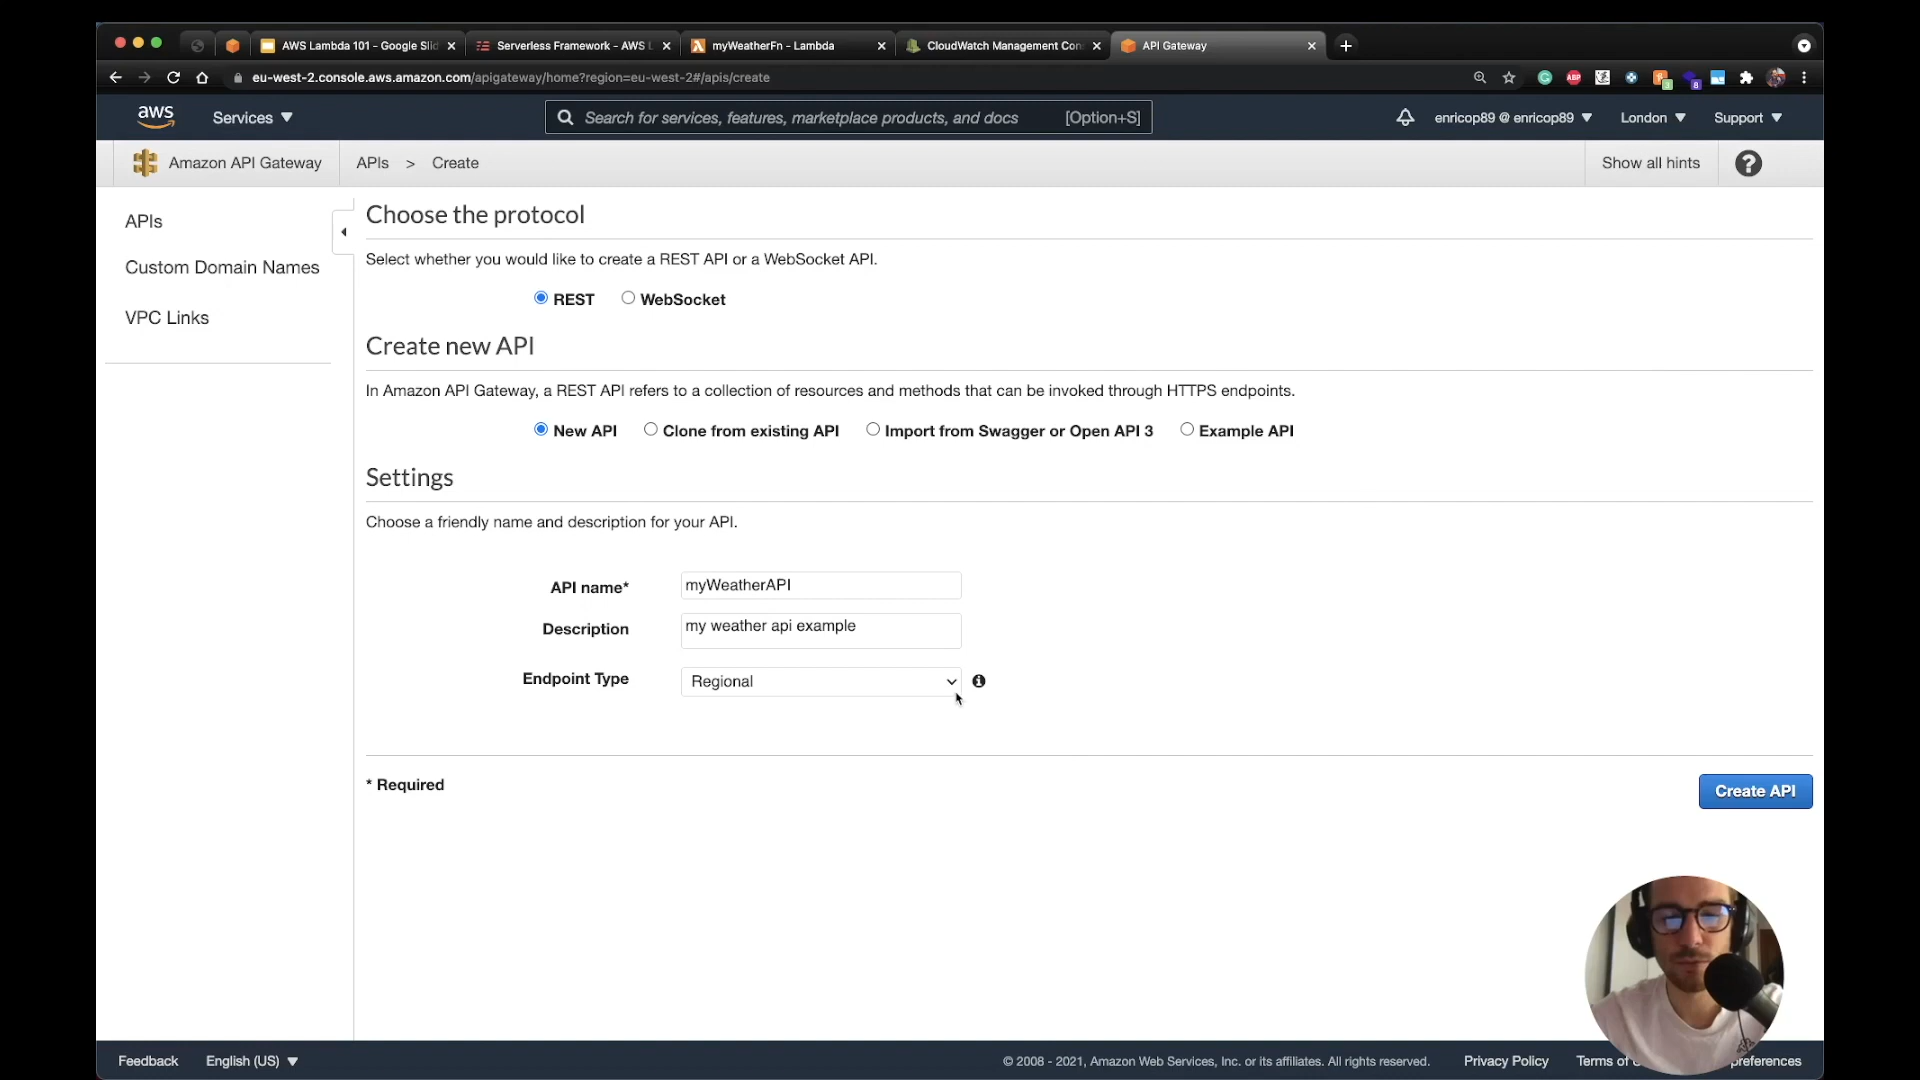 AWS Lambda 101 - Google Slid
Serverless Framework - AWS L
myWeatherFn - Lambda
CloudWatch Management Con
API Gateway
eu-west-2.console.aws.amazon.com/apigateway/home?region=eu-west-2#/apis/create
aws
Services
Search for services, features, marketplace products, and docs [Option+S]
enricop89 @ enricop89
London
Support
Amazon API Gateway
APIs > Create
Show all hints
APIs
Custom Domain Names
VPC Links
Choose the protocol
Select whether you would like to create a REST API or a WebSocket API.
REST
WebSocket
Create new API
In Amazon API Gateway, a REST API refers to a collection of resources and methods that can be invoked through HTTPS endpoints.
New API
Clone from existing API
Import from Swagger or Open API 3
Example API
Settings
Choose a friendly name and description for your API.
API name* myWeatherAPI
Description my weather api example
Endpoint Type Regional
* Required
Create API
Feedback
English (US)
© 2008 - 2021, Amazon Web Services, Inc. or its affiliates. All rights reserved.
Privacy Policy
Terms of
preferences